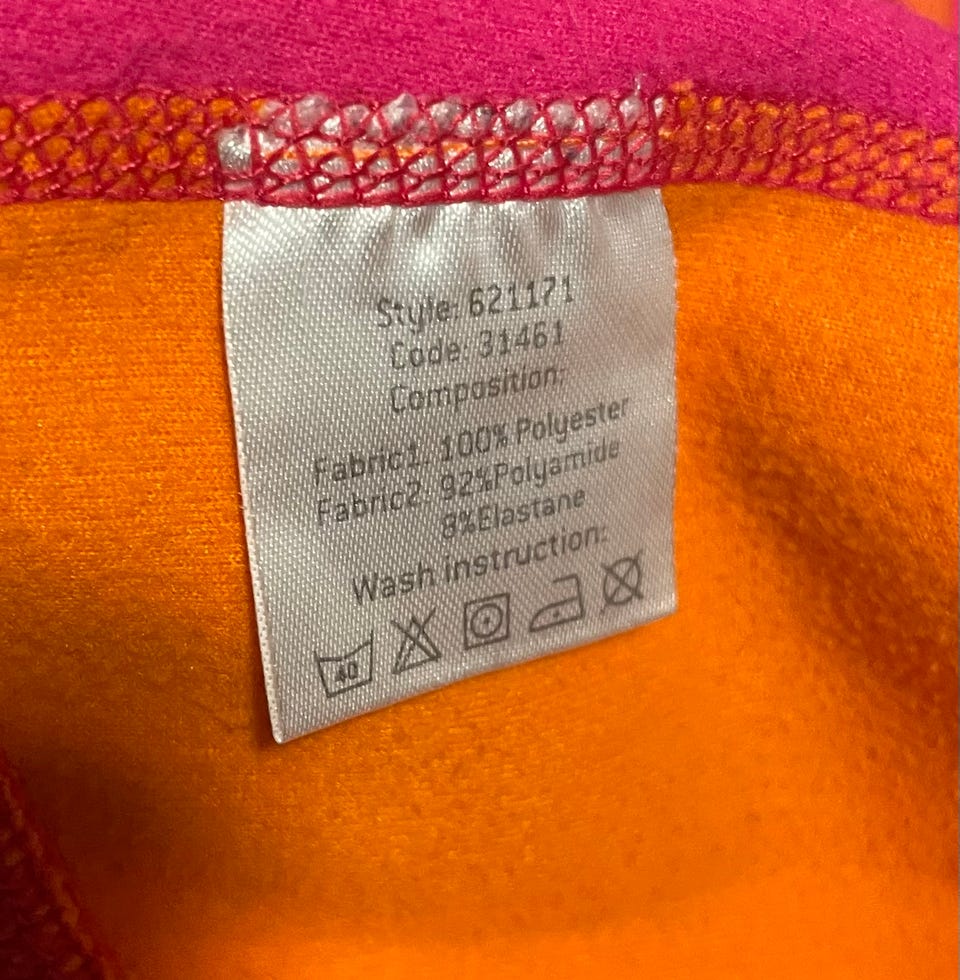 Style: 621171
Code: 31461
Composition:
Fabric1. 100% Polyester
Fabric2. 92%Polyamide
8%Elastane
Wash instruction:
40